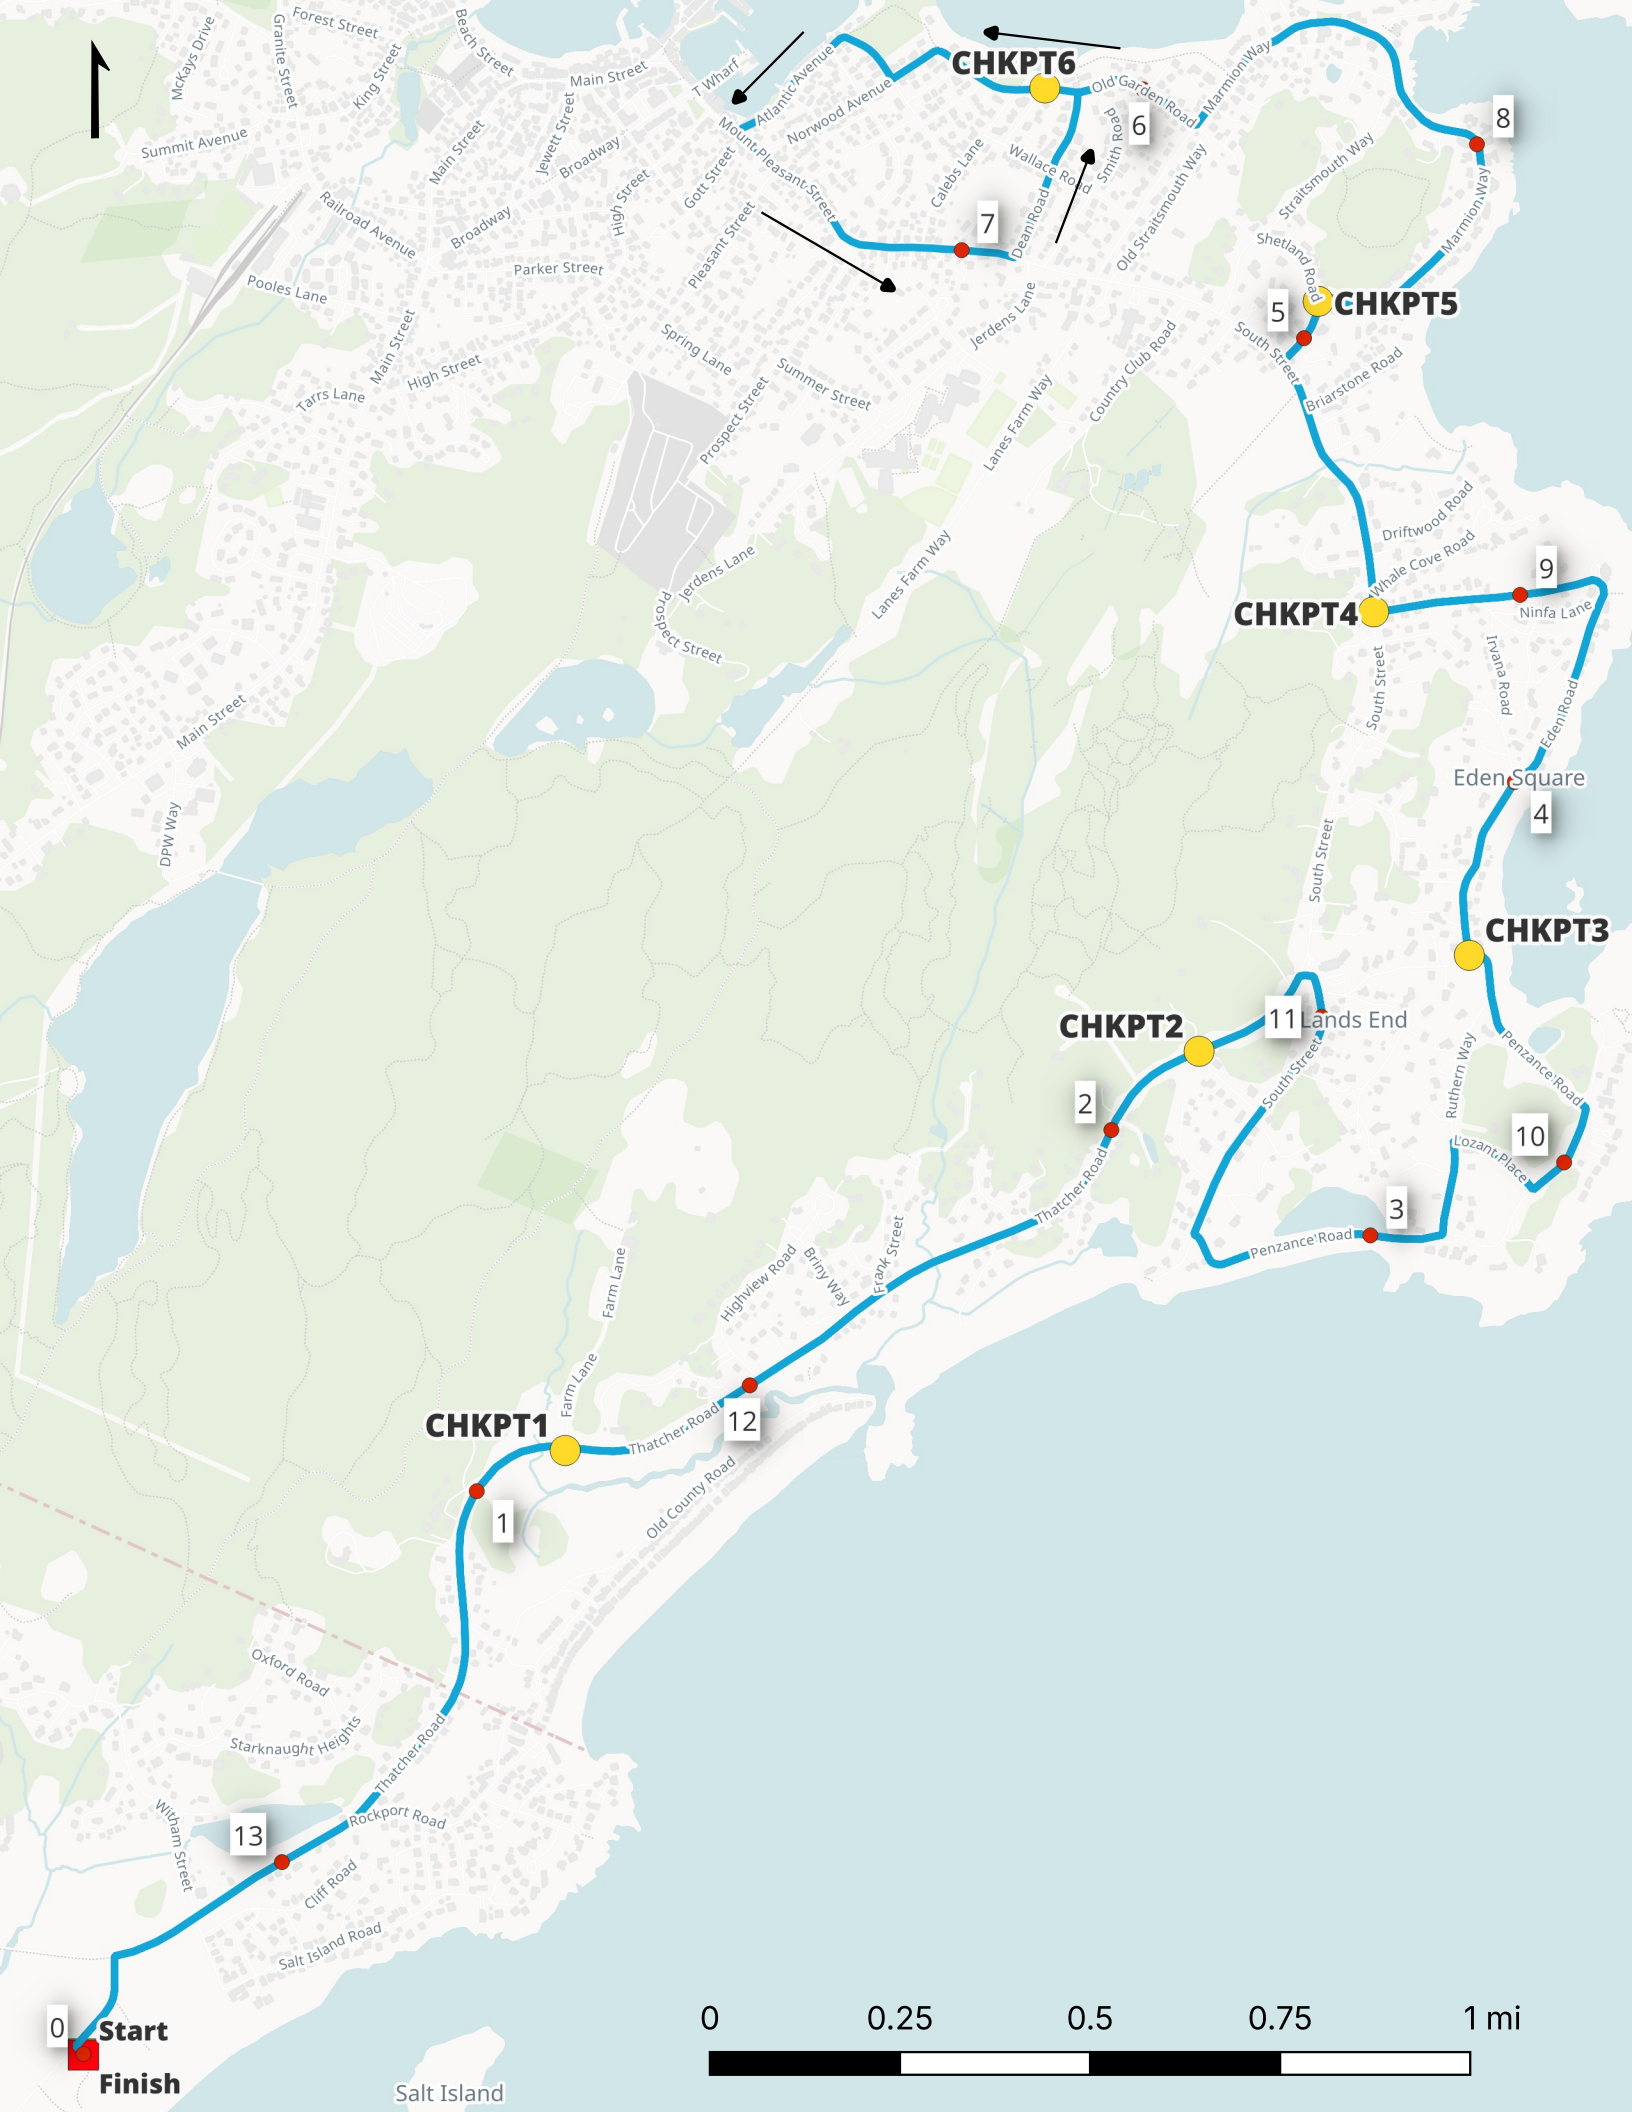 McKays Drive
Granite Street
Forest Street
King Street
Beach Street
Main Street
T Wharf
Atlantic Avenue
CHKPT6
Old Garden Road
Marmion Way
Summit Avenue
Main Street
Jewett Street
Broadway
Mount Pleasant Street
Norwood Avenue
Smith Road
6
8
Gott Street
Calebs Lane
Wallace Road
Straitsmouth Way
Old Straitsmouth Way
Marmion Way
Railroad Avenue
Broadway
High Street
Pleasant Street
7
Dean Road
Shetland Road
Pooles Lane
Parker Street
Jerdens Lane
5
CHKPT5
Main Street
High Street
Tarrs Lane
Spring Lane
Summer Street
Prospect Street
Lanes Farm Way
Country Club Road
South Street
Briarstone Road
Driftwood Road
Whale Cove Road
Jerdens Lane
Prospect Street
Lanes Farm Way
9
CHKPT4
Ninfa Lane
Irvana Road
South Street
Eden Road
Main Street
Eden Square
4
DPW Way
South Street
CHKPT3
CHKPT2
11
Lands End
South Street
Ruthern Way
Penzance Road
2
10
Lozant Place
Thatcher Road
3
Penzance Road
Farm Lane
Highview Road
Briny Way
Frank Street
Farm Lane
CHKPT1
12
Thatcher Road
Old County Road
1
Oxford Road
Starknaught Heights
Thatcher Road
Rockport Road
13
Witham Street
Cliff Road
Salt Island Road
0
Start
Finish
Salt Island
0 0.25 0.5 0.75 1 mi